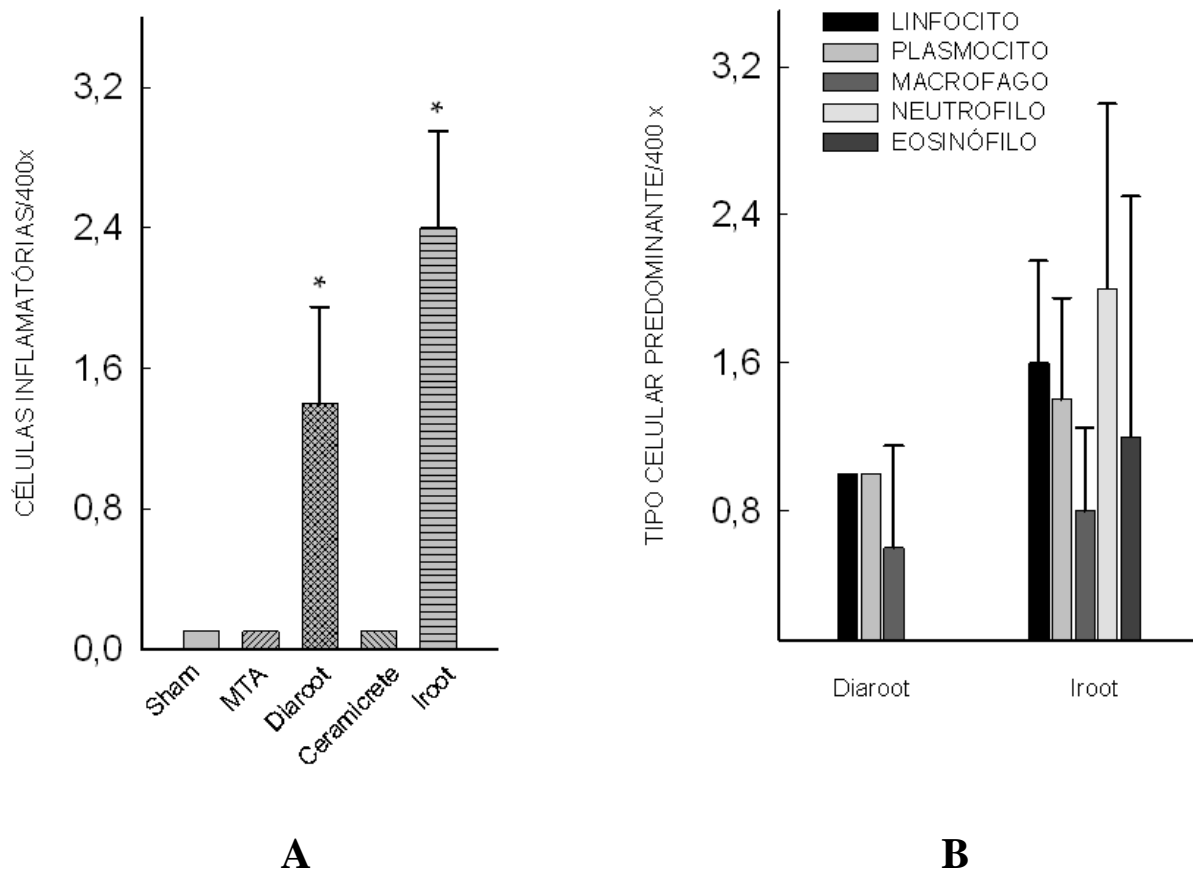 CÉLULAS INFLAMATÓRIAS/400x
3,2
*
2,4
*
1,6
0,8
0,0
Sham
MTA
Diaroot
Ceramicrete
Iroot
A
TIPO CELULAR PREDOMINANTE/400 x
LINFOCITO
PLASMOCITO
MACROFAGO
NEUTROFILO
EOSINÓFILO
3,2
2,4
1,6
0,8
Diaroot
Iroot
B